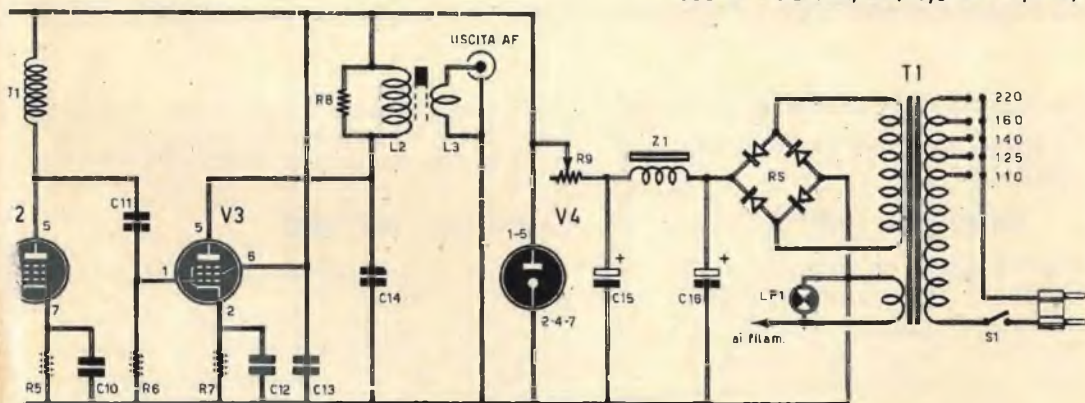 USCITA AF
R8
L2
L3
T1
220
160
140
125
110
Z1
R9
RS
C11
2
5
V3
5
1
6
2
7
V4
1-5
2-4-7
C14
C15
+
C16
+
LP1
ai filam.
S1
R5
C10
R6
R7
C12
C13